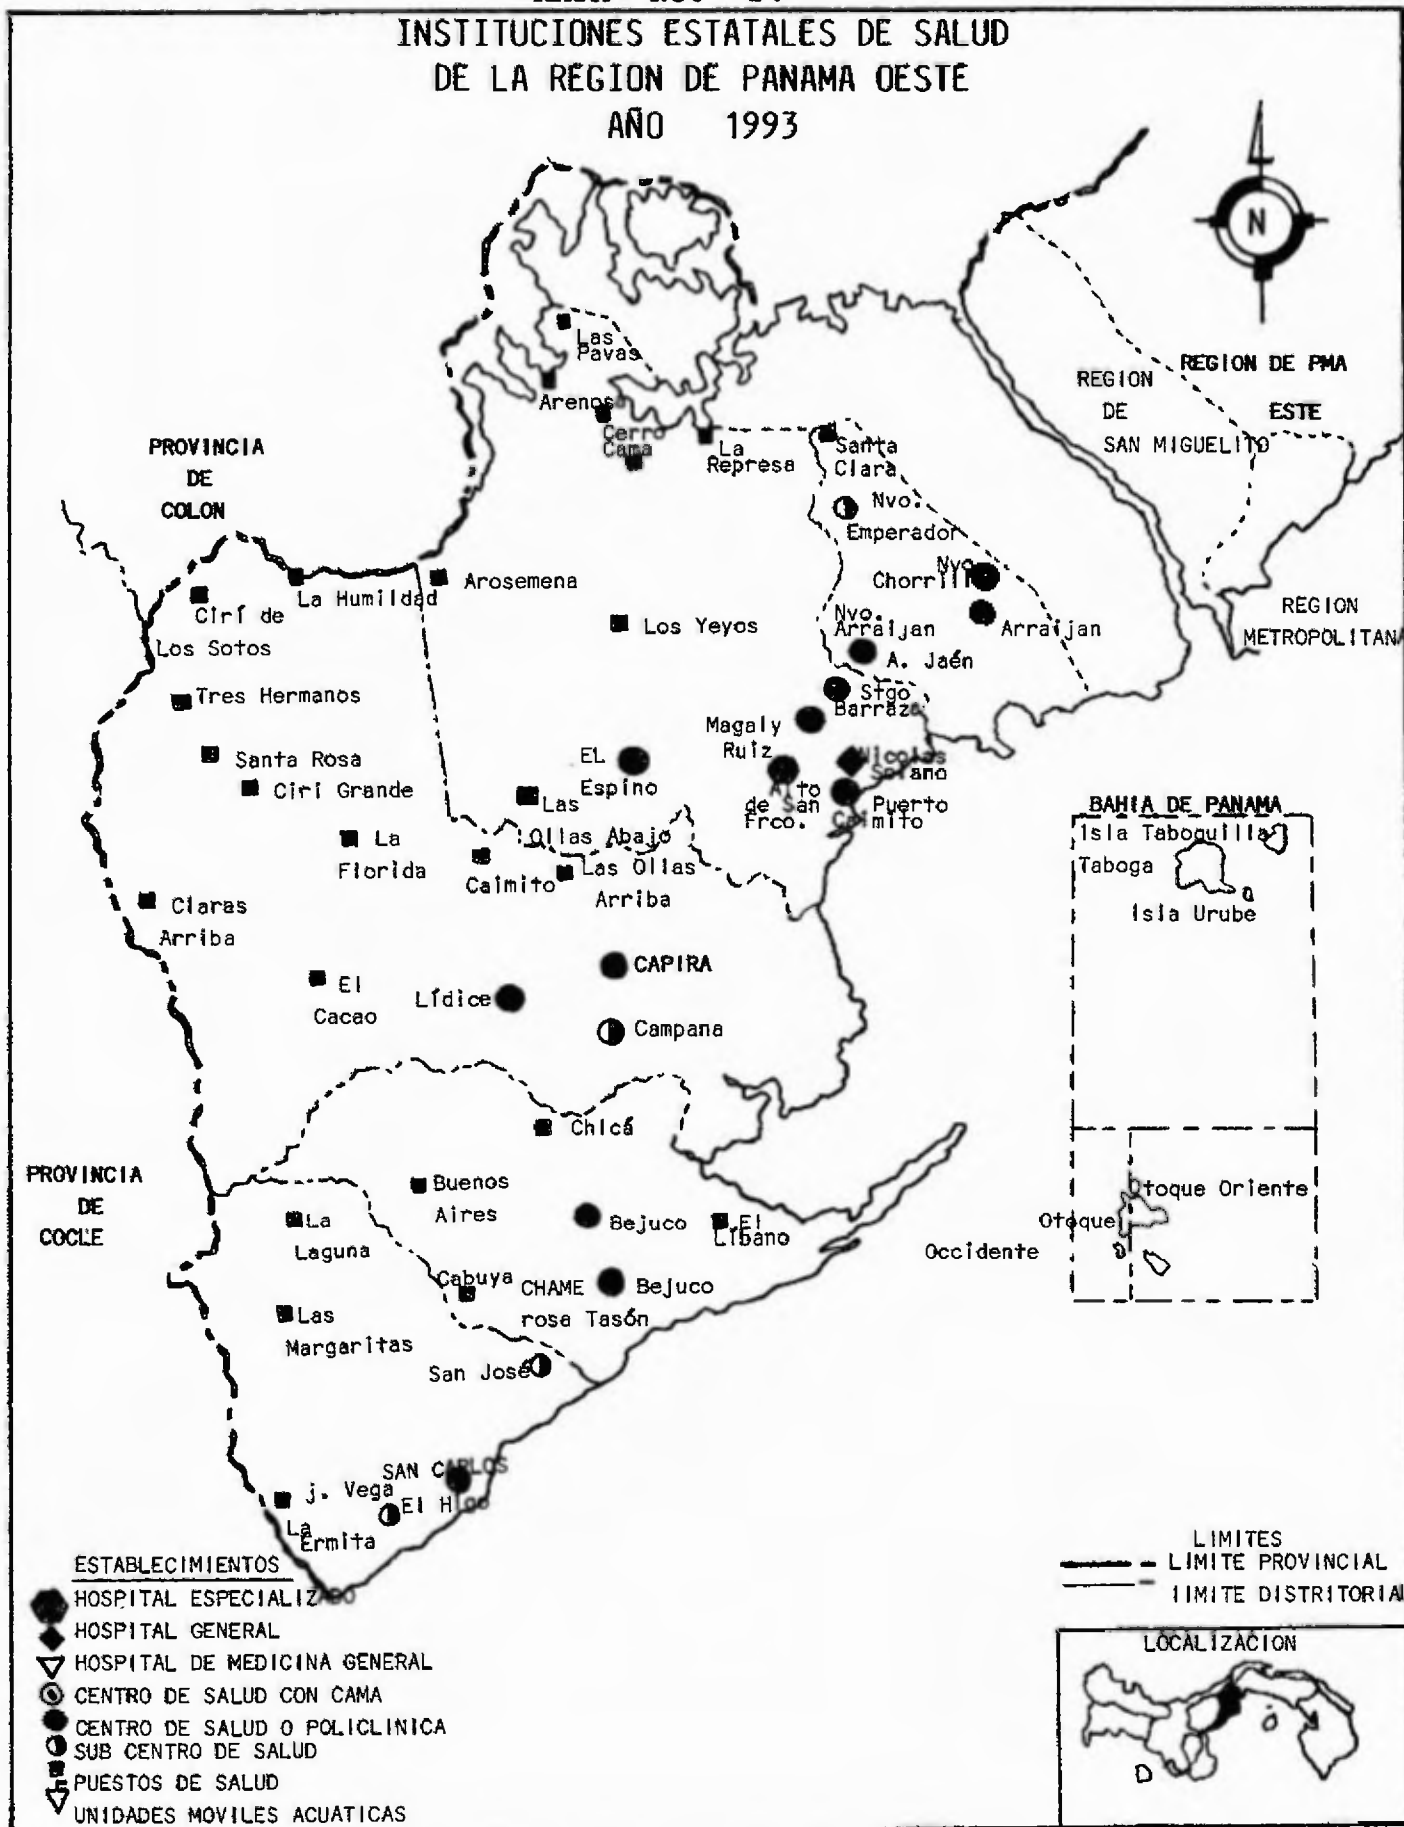 INSTITUCIONES ESTATALES DE SALUD
DE LA REGION DE PANAMA OESTE
AÑO 1993
N
REGION DE PMA
ESTE
REGION
DE
SAN MIGUELITO
REGION
METROPOLITANA
PROVINCIA
DE
COLON
Las
Pavas
Arenosa
Cerro
Cama
La
Represa
Santa
Clara
Nvo.
Emperador
Nvo.
Chorrill
Arraijan
Nvo.
Arraijan
A. Jaén
Stgo
Barraza
Magaly
Ruiz
Nicolas
Solano
Alto
de San
Frco.
Puerto
Caimito
Cirí de
Los Sotos
La Humildad
Arosemena
Los Yeyos
Tres Hermanos
Santa Rosa
Ciri Grande
EL
Espino
Las
Ollas Abajo
La
Florida
Caimito
Las Ollas
Arriba
Claras
Arriba
CAPIRA
El
Cacao
Lídice
Campana
BAHIA DE PANAMA
Isla Taboguilla
Taboga
Isla Urube
Otoque Oriente
Otoque
Occidente
PROVINCIA
DE
COCLE
Chicá
Buenos
Aires
La
Laguna
Bejuco
El
Líbano
Cabuya
CHAME
Bejuco
rosa Tasón
Las
Margaritas
San José
SAN CARLOS
j. Vega
El Higo
La
Ermita
ESTABLECIMIENTOS
HOSPITAL ESPECIALIZADO
HOSPITAL GENERAL
HOSPITAL DE MEDICINA GENERAL
CENTRO DE SALUD CON CAMA
CENTRO DE SALUD O POLICLINICA
SUB CENTRO DE SALUD
PUESTOS DE SALUD
UNIDADES MOVILES ACUATICAS
LIMITES
LIMITE PROVINCIAL
IIMITE DISTRITORIAL
LOCALIZACION